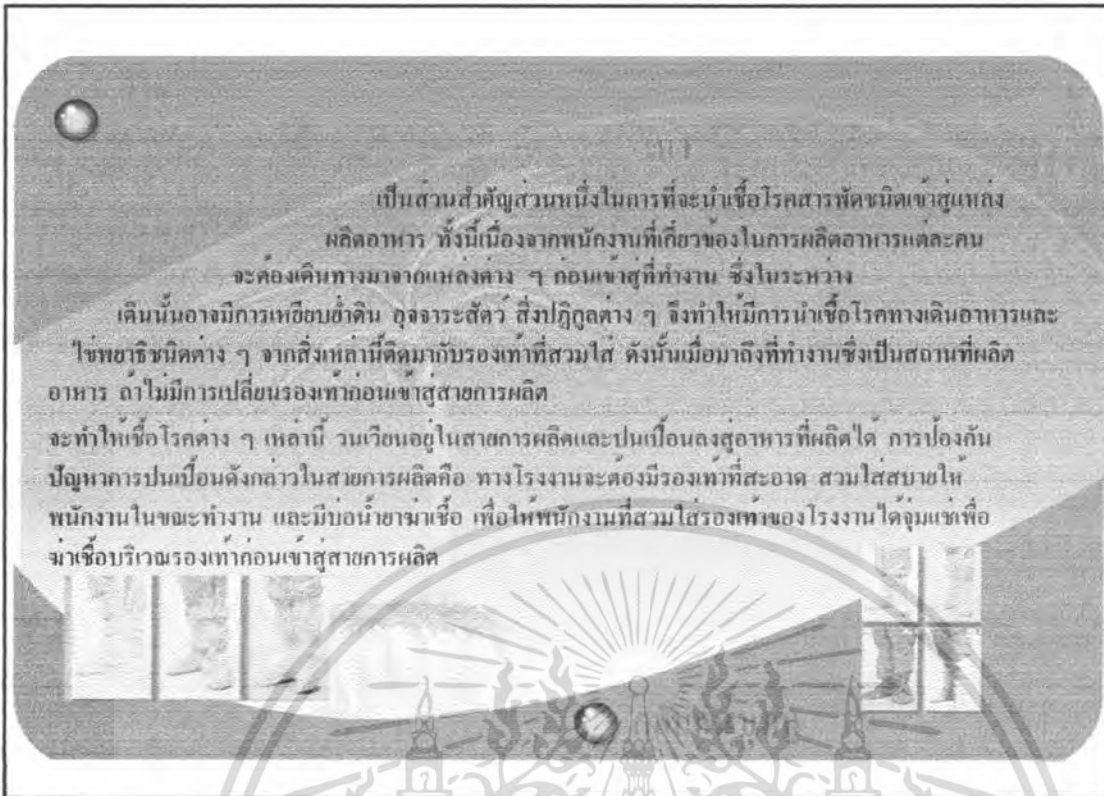 เป็นส่วนสำคัญส่วนหนึ่งในการที่จะนำเชื้อโรคสารพัดชนิดเข้าสู่แหล่ง
ผลิตอาหาร ทั้งนี้เนื่องจากพนักงานที่เกี่ยวข้องในการผลิตอาหารแต่ละคน
จะต้องเดินทางมาจากแหล่งต่าง ๆ ก่อนเข้าสู่ที่ทำงาน ซึ่งในระหว่าง
เดินนั้นอาจมีการเหยียบย่ำดิน อุจจาระสัตว์ สิ่งปฏิกูลต่าง ๆ จึงทำให้มีการนำเชื้อโรคทางเดินอาหารและ
ไข่พยาธิชนิดต่าง ๆ จากสิ่งเหล่านี้ติดมากับรองเท้าที่สวมใส่ ดังนั้นเมื่อมาถึงที่ทำงานซึ่งเป็นสถานที่ผลิต
อาหาร ถ้าไม่มีการเปลี่ยนรองเท้าก่อนเข้าสู่สายการผลิต
จะทำให้เชื้อโรคต่าง ๆ เหล่านี้ วนเวียนอยู่ในสายการผลิตและปนเปื้อนลงสู่อาหารที่ผลิตได้ การป้องกัน
ปัญหาการปนเปื้อนดังกล่าวในสายการผลิตคือ ทางโรงงานจะต้องมีรองเท้าที่สะอาด สวมใส่สบายให้
พนักงานในขณะทำงาน และมีบ่อน้ำยาฆ่าเชื้อ เพื่อให้พนักงานที่สวมใส่รองเท้าของโรงงานได้จุ่มแช่เพื่อ
ฆ่าเชื้อบริเวณรองเท้าก่อนเข้าสู่สายการผลิต